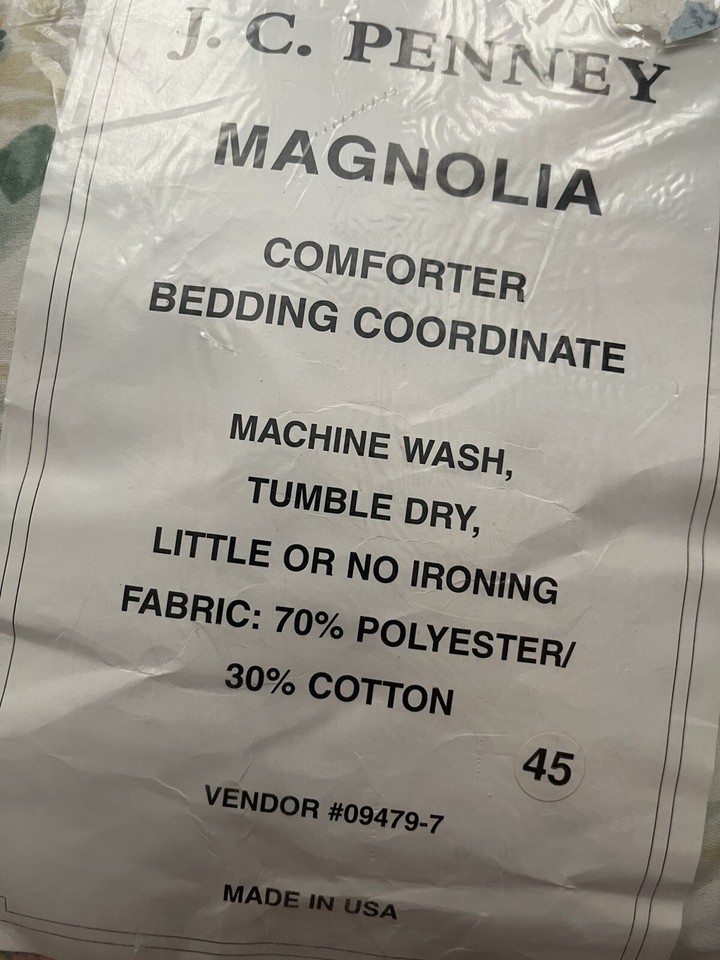 J. C. PENNEY
MAGNOLIA
COMFORTER
BEDDING COORDINATE
MACHINE WASH,
TUMBLE DRY,
LITTLE OR NO IRONING
FABRIC: 70% POLYESTER/
30% COTTON
45
VENDOR #09479-7
MADE IN USA